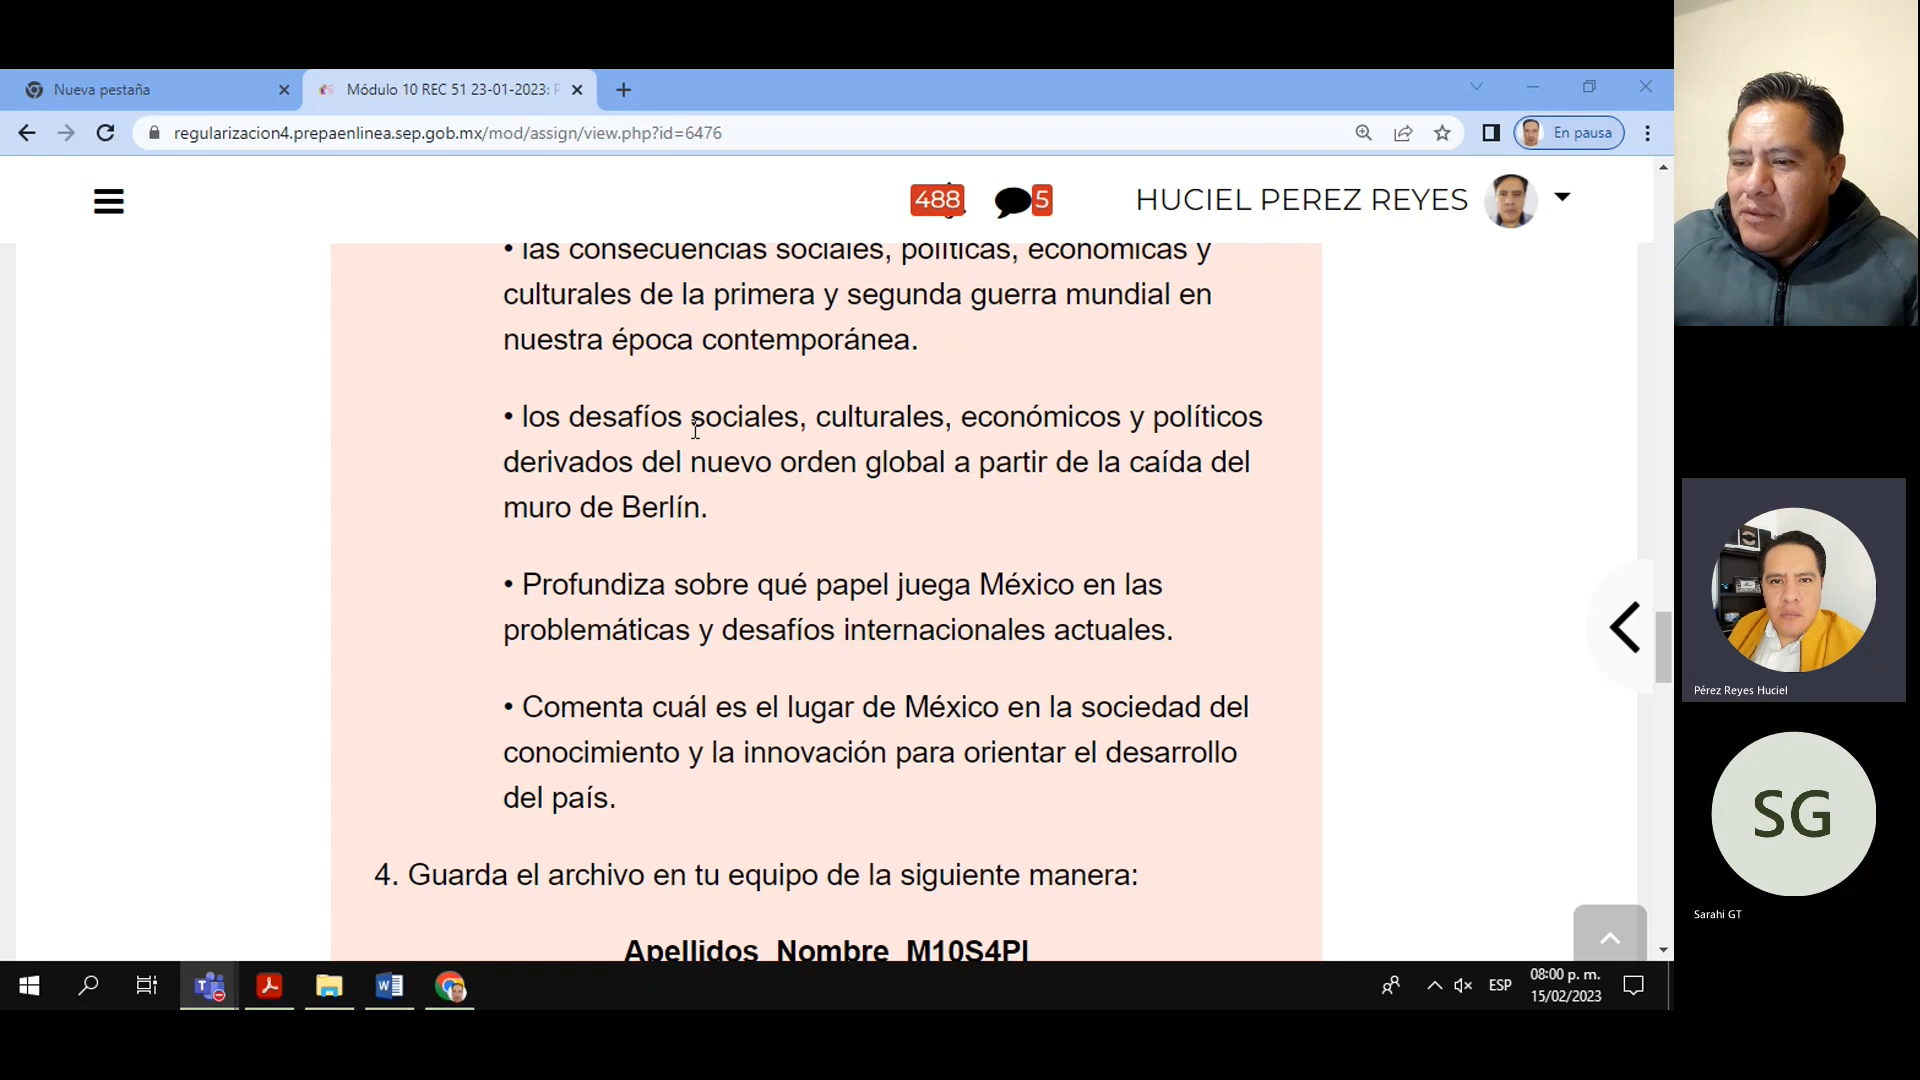 Nueva pestaña
Módulo 10 REC 51 23-01-2023: P
regularizacion4.prepaenlinea.sep.gob.mx/mod/assign/view.php?id=6476
En pausa
488
5
HUCIEL PEREZ REYES
• las consecuencias sociales, políticas, económicas y
culturales de la primera y segunda guerra mundial en
nuestra época contemporánea.
• los desafíos sociales, culturales, económicos y políticos
derivados del nuevo orden global a partir de la caída del
muro de Berlín.
• Profundiza sobre qué papel juega México en las
problemáticas y desafíos internacionales actuales.
• Comenta cuál es el lugar de México en la sociedad del
conocimiento y la innovación para orientar el desarrollo
del país.
4. Guarda el archivo en tu equipo de la siguiente manera:
Apellidos_Nombre_M10S4PI
Pérez Reyes Huciel
SG
Sarahi GT
ESP
08:00 p. m.
15/02/2023